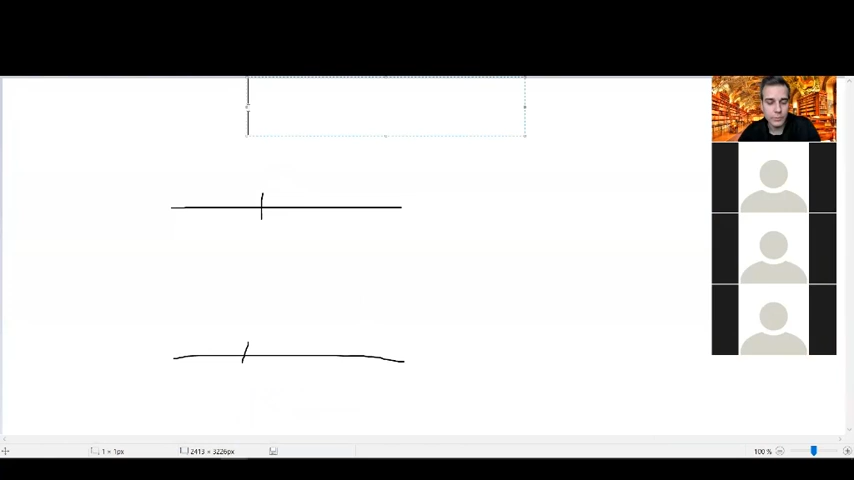 1 × 1px
2413 × 3226px
100 %